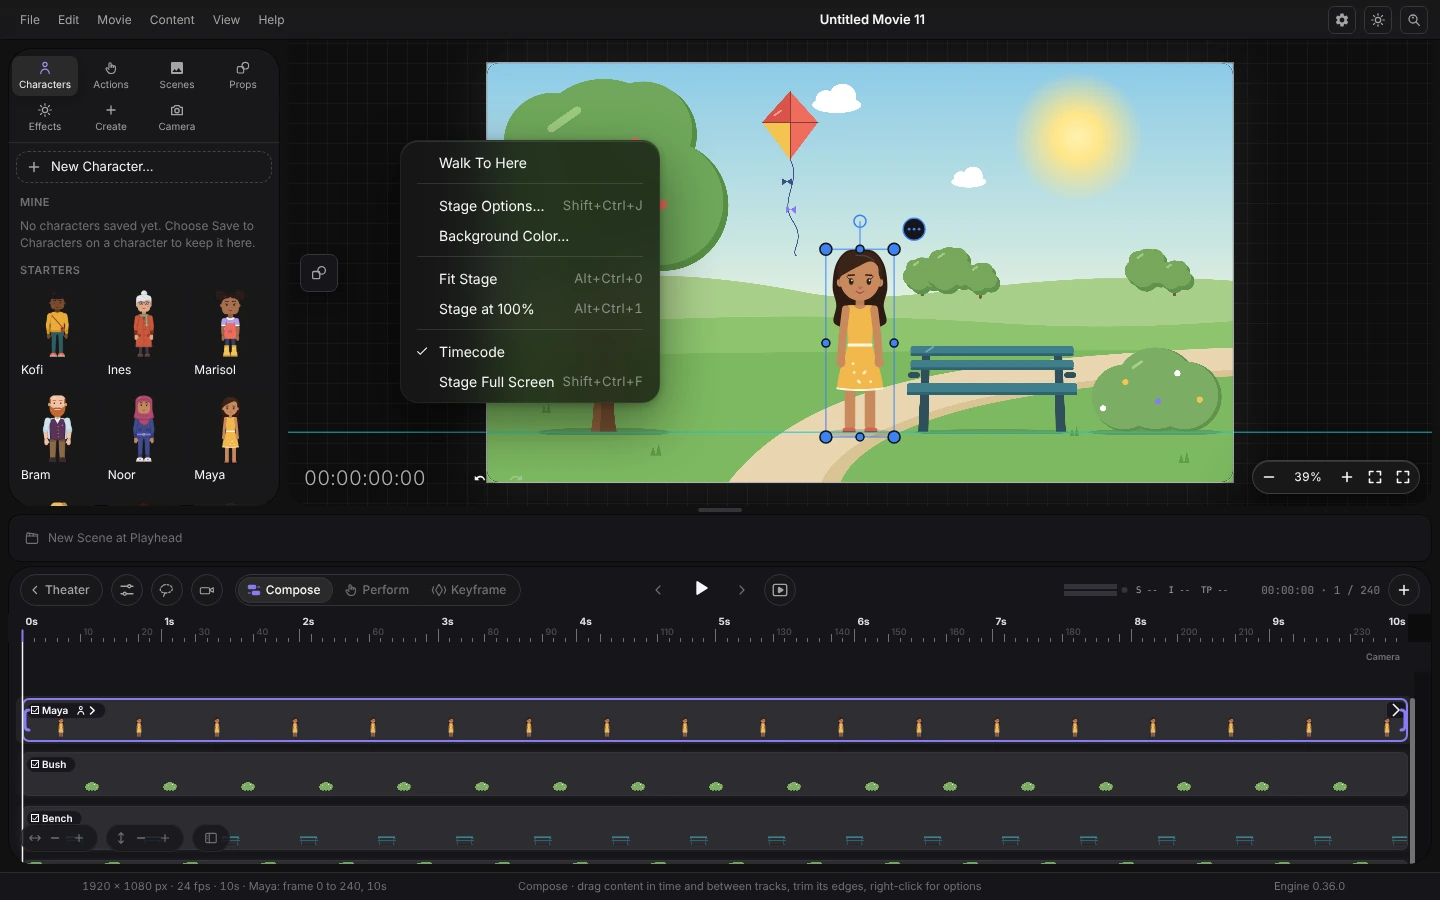 File Edit Movie Content View Help
Untitled Movie 11
Characters Actions Scenes Props
Effects Create Camera
New Character...
MINE
No characters saved yet. Choose Save to
Characters on a character to keep it here.
STARTERS
Kofi Ines Marisol
Bram Noor Maya
Walk To Here
Stage Options... Shift+Ctrl+J
Background Color...
Fit Stage Alt+Ctrl+0
Stage at 100% Alt+Ctrl+1
Timecode
Stage Full Screen Shift+Ctrl+F
00:00:00:00
39%
New Scene at Playhead
Theater Compose Perform Keyframe
S -- I -- TP -- 00:00:00 · 1 / 240
0s 1s 2s 3s 4s 5s 6s 7s 8s 9s 10s
10 20 30 40 60 80 90 110 130 140 150 160 180 200 210 230
Camera
Maya
Bush
Bench
1920 × 1080 px · 24 fps · 10s · Maya: frame 0 to 240, 10s
Compose · drag content in time and between tracks, trim its edges, right-click for options
Engine 0.36.0